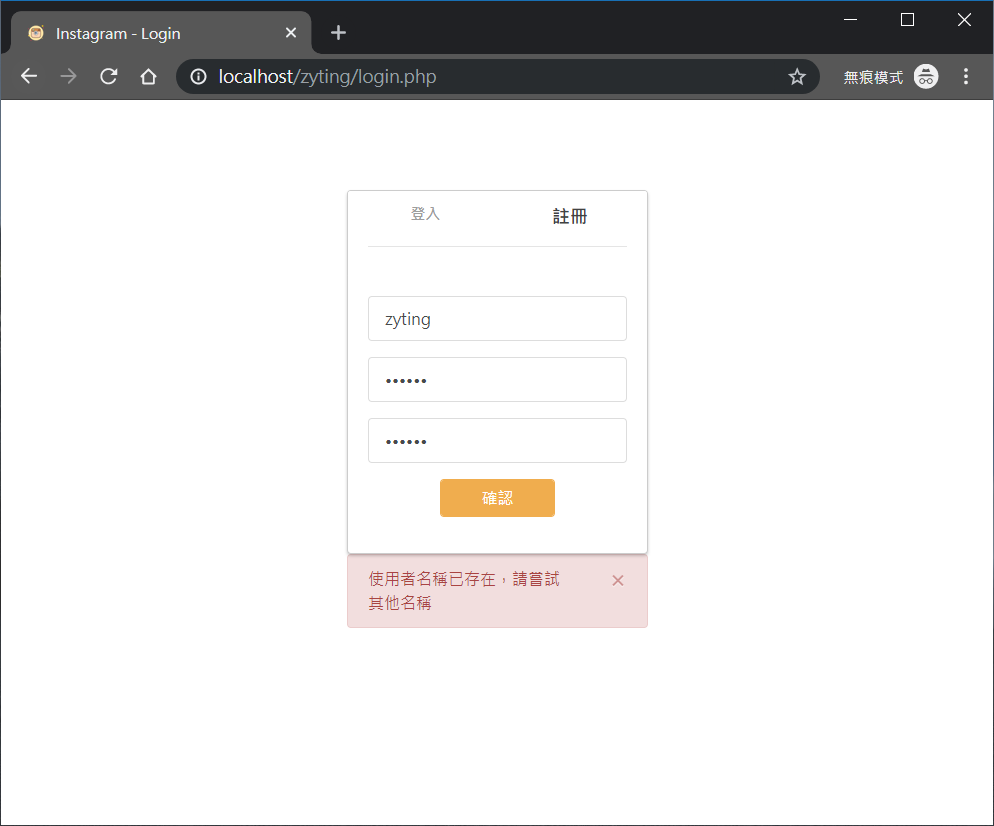 Instagram - Login
localhost/zyting/login.php
無痕模式
登入 註冊
zyting
••••••
••••••
確認
使用者名稱已存在，請嘗試
其他名稱